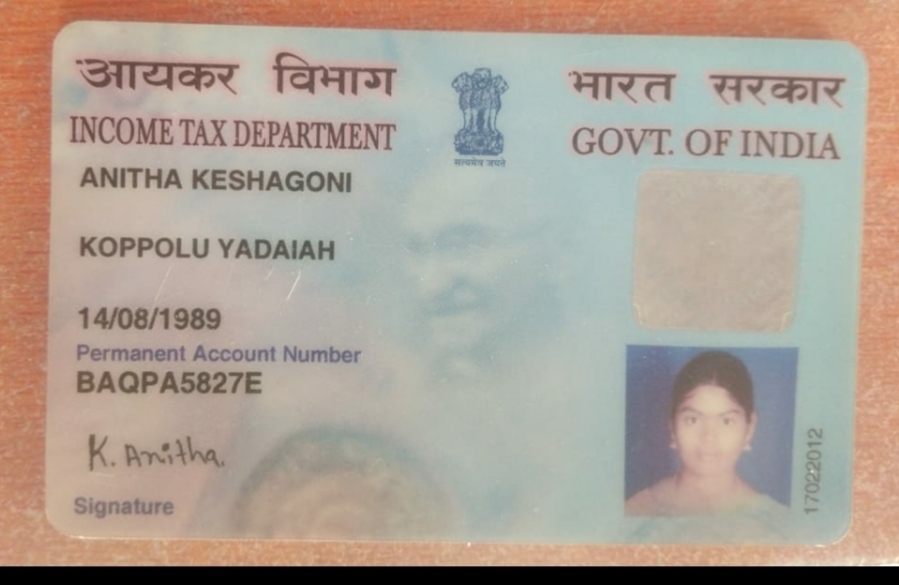 आयकर विभाग
INCOME TAX DEPARTMENT
सत्यमेव जयते
भारत सरकार
GOVT. OF INDIA
ANITHA KESHAGONI
KOPPOLU YADAIAH
14/08/1989
Permanent Account Number
BAQPA5827E
K. Anitha.
Signature
17022012